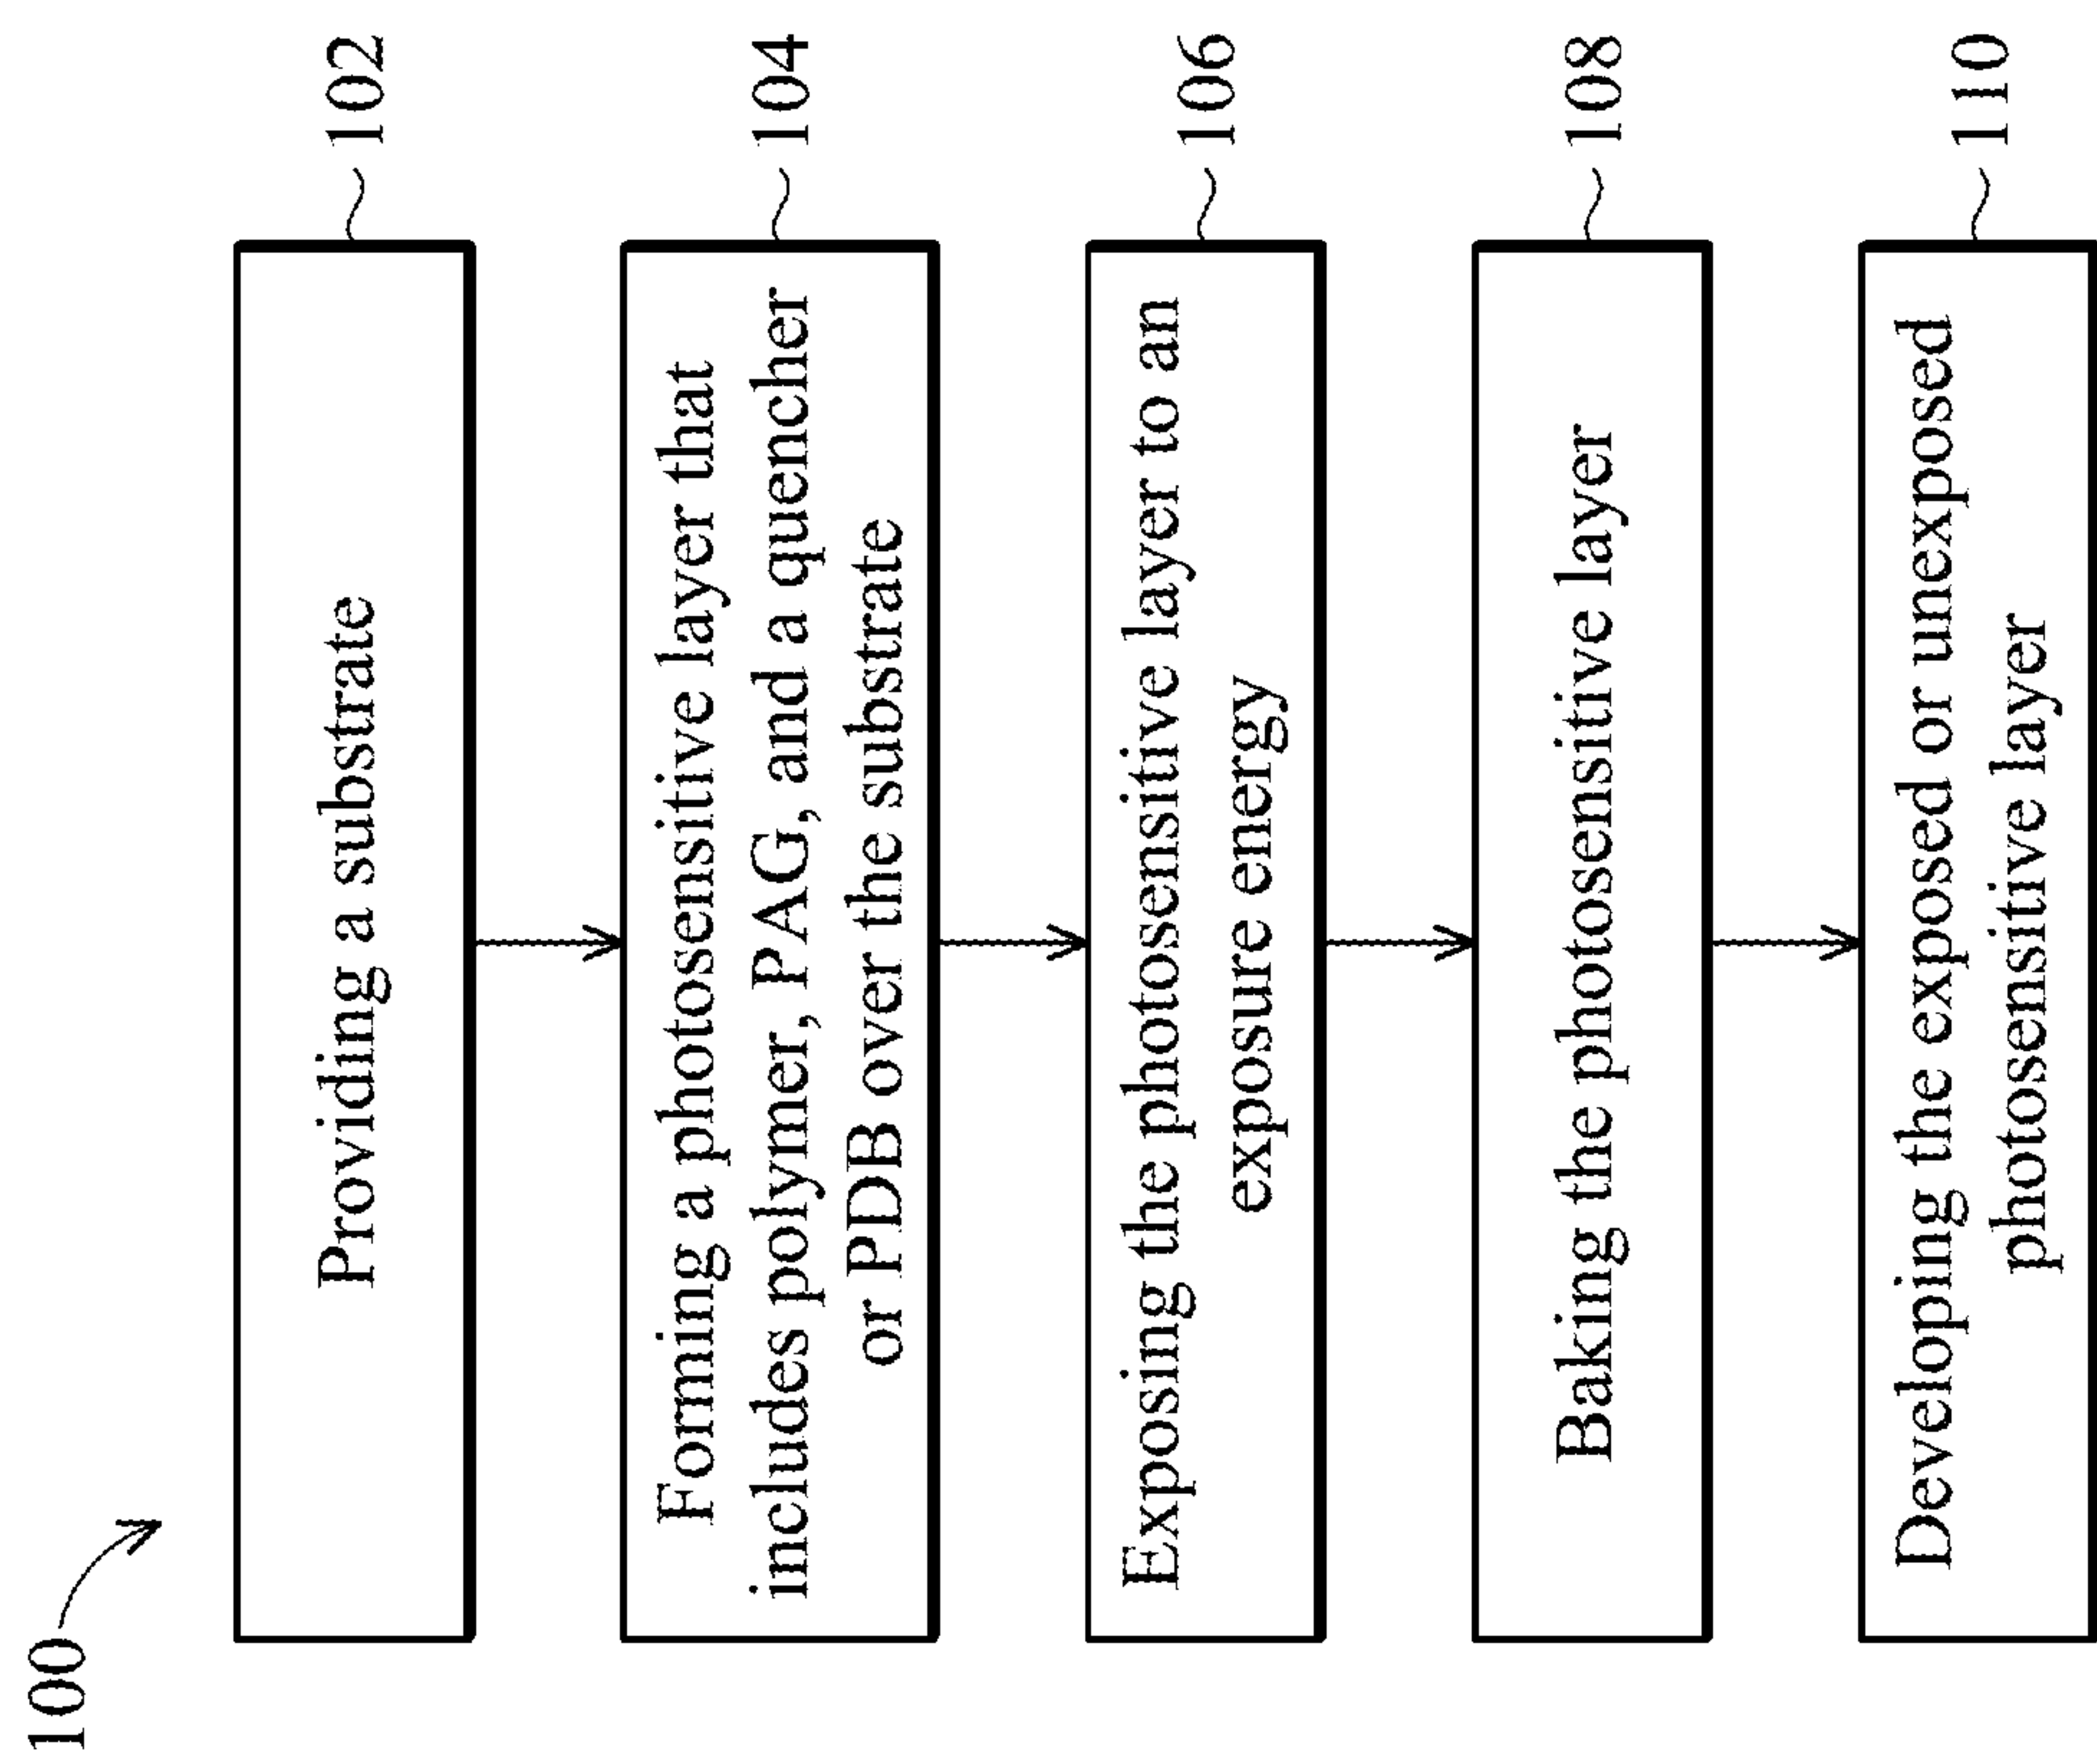 100
Providing a substrate
102
Forming a photosensitive layer that
includes polymer, PAG, and a quencher
or PDB over the substrate
104
Exposing the photosensitive layer to an
exposure energy
106
Baking the photosensitive layer
108
Developing the exposed or unexposed
photosensitive layer
110